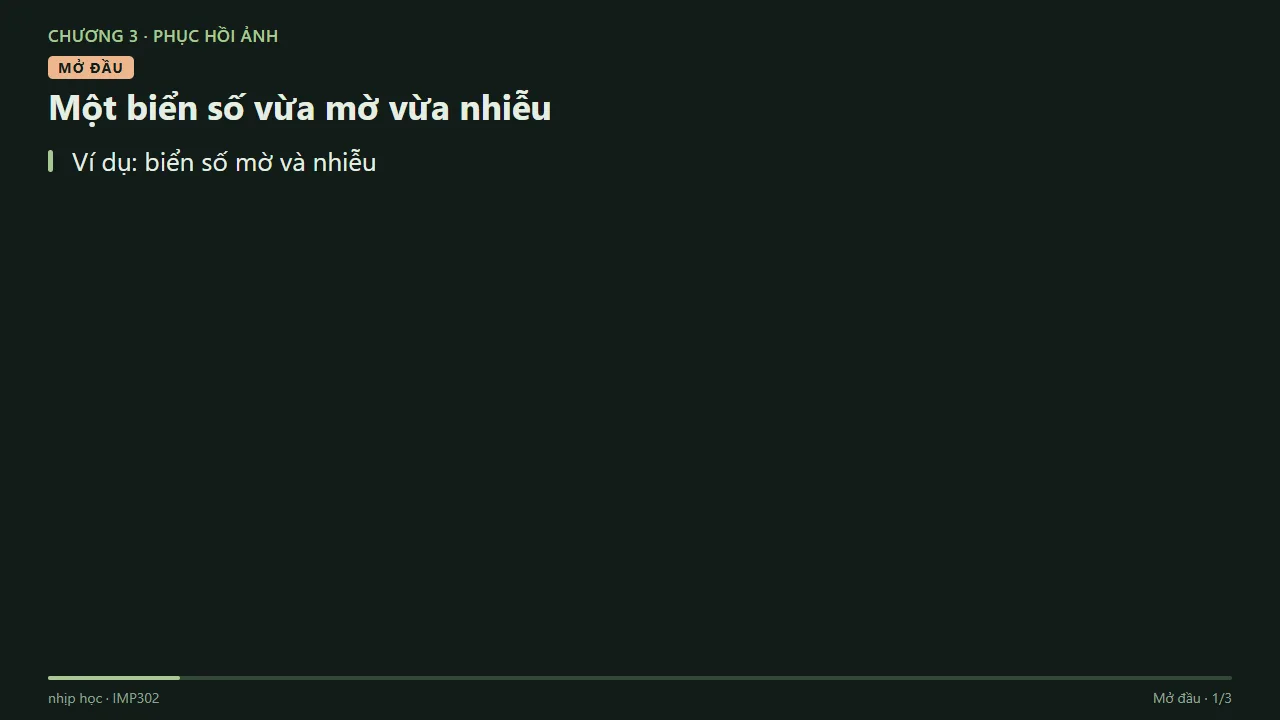 CHƯƠNG 3 · PHỤC HỒI ẢNH
MỞ ĐẦU
Một biển số vừa mờ vừa nhiễu
Ví dụ: biển số mờ và nhiễu
nhịp học · IMP302
Mở đầu · 1/3